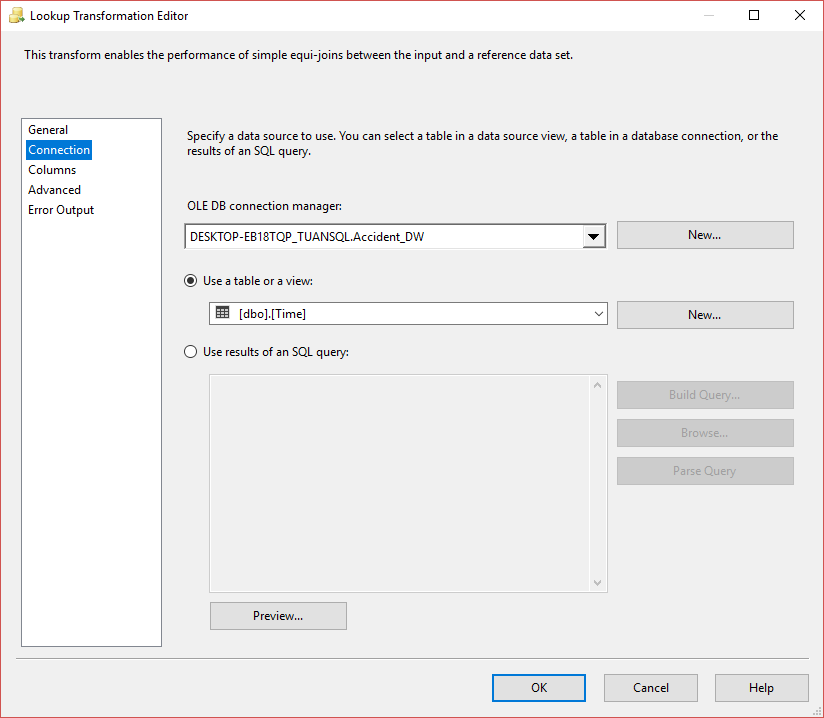 Lookup Transformation Editor
This transform enables the performance of simple equi-joins between the input and a reference data set.
General
Connection
Columns
Advanced
Error Output
Specify a data source to use. You can select a table in a data source view, a table in a database connection, or the
results of an SQL query.
OLE DB connection manager:
DESKTOP-EB18TQP_TUANSQL.Accident_DW
New...
Use a table or a view:
[dbo].[Time]
New...
Use results of an SQL query:
Build Query...
Browse...
Parse Query
Preview...
OK
Cancel
Help